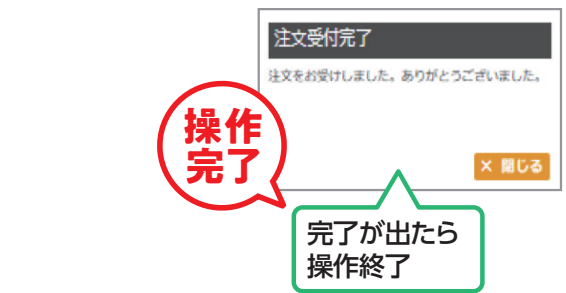 注文受付完了
注文をお受けしました。ありがとうございました。
× 閉じる
操作
完了
完了が出たら
操作終了